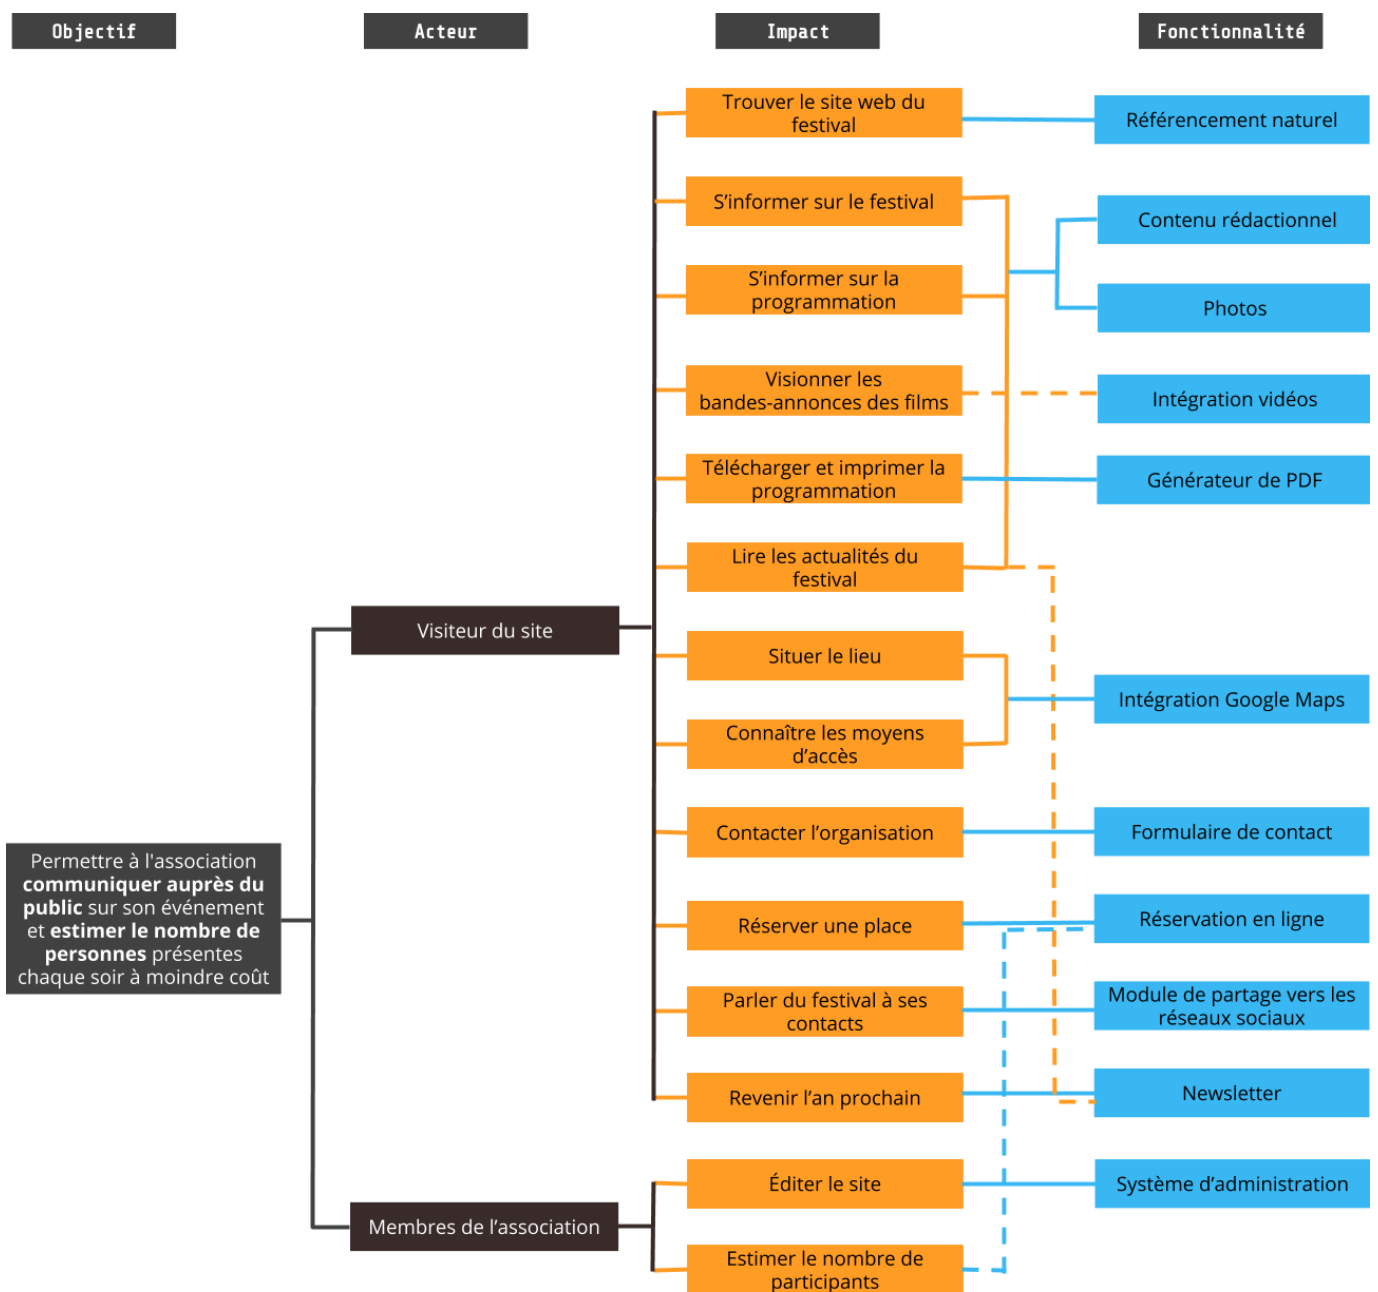 Objectif
Acteur
Impact
Fonctionnalité
Trouver le site web du
festival
Référencement naturel
S’informer sur le festival
Contenu rédactionnel
S’informer sur la
programmation
Photos
Visionner les
bandes-annonces des films
Intégration vidéos
Télécharger et imprimer la
programmation
Générateur de PDF
Lire les actualités du
festival
Visiteur du site
Situer le lieu
Intégration Google Maps
Connaître les moyens
d’accès
Contacter l’organisation
Formulaire de contact
Permettre à l'association
communiquer auprès du
public sur son événement
et estimer le nombre de
personnes présentes
chaque soir à moindre coût
Réserver une place
Réservation en ligne
Parler du festival à ses
contacts
Module de partage vers les
réseaux sociaux
Revenir l’an prochain
Newsletter
Éditer le site
Système d’administration
Membres de l’association
Estimer le nombre de
participants